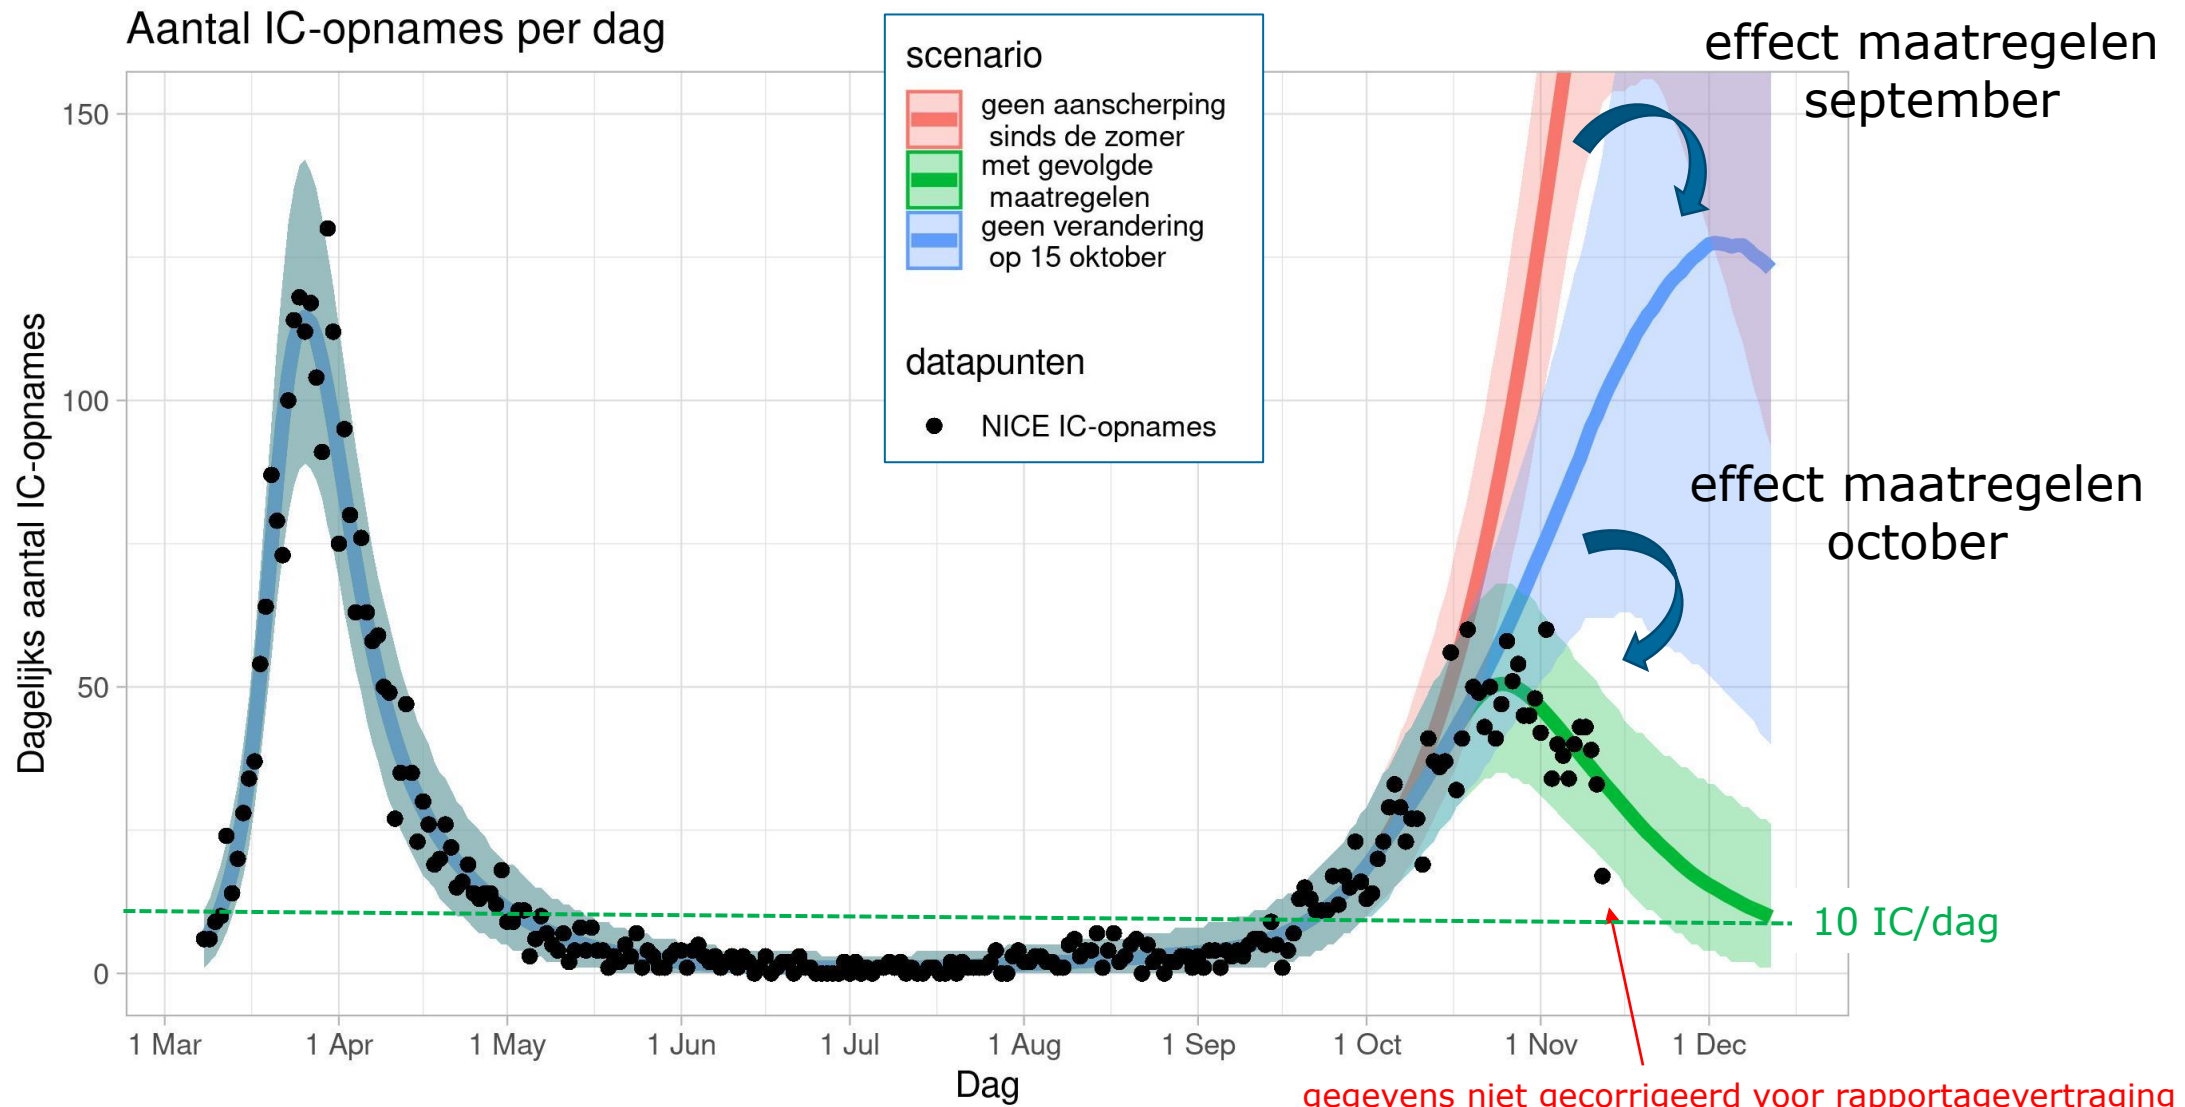 Aantal IC-opnames per dag
scenario
geen aanscherping
sinds de zomer
met gevolgde
maatregelen
geen verandering
op 15 oktober
datapunten
NICE IC-opnames
effect maatregelen
september
effect maatregelen
october
Dagelijks aantal IC-opnames
150
100
50
0
10 IC/dag
1 Mar
1 Apr
1 May
1 Jun
1 Jul
1 Aug
1 Sep
1 Oct
1 Nov
1 Dec
Dag
gegevens niet gecorrigeerd voor rapportagevertraging